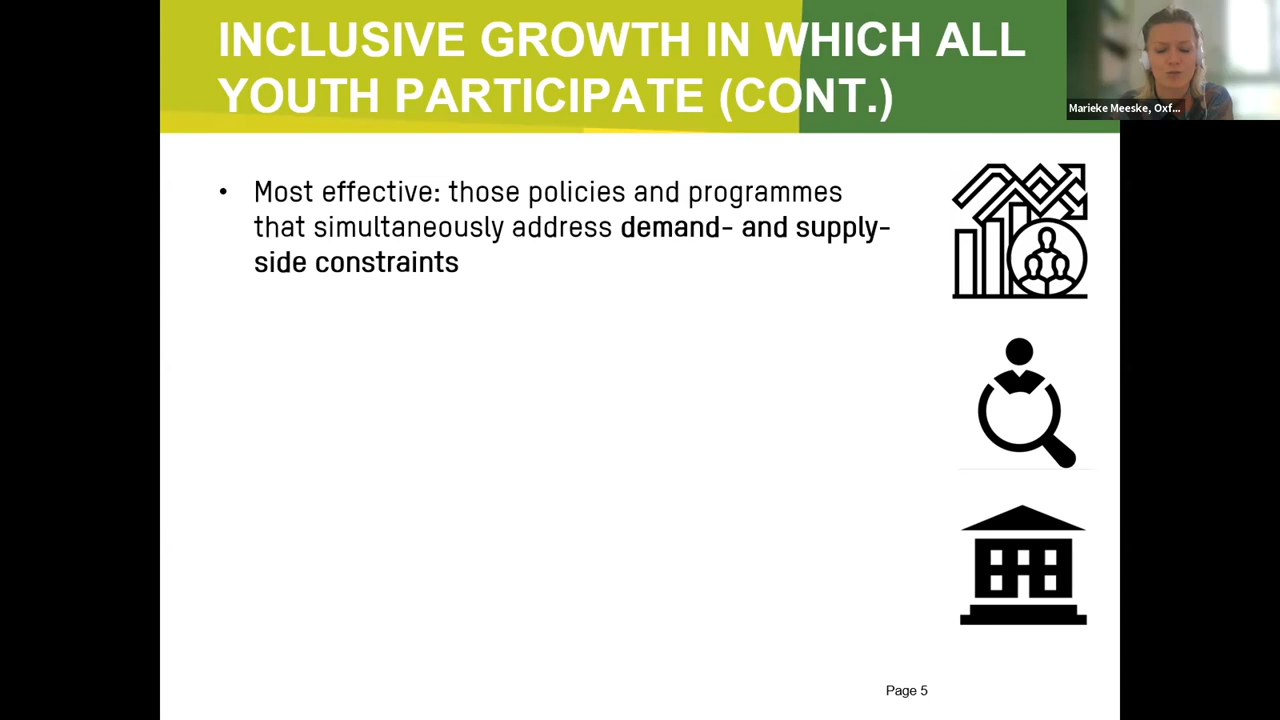 INCLUSIVE GROWTH IN WHICH ALL
YOUTH PARTICIPATE (CONT.)
Marieke Meeske, Oxf...
• Most effective: those policies and programmes
that simultaneously address demand- and supply-
side constraints
Page 5